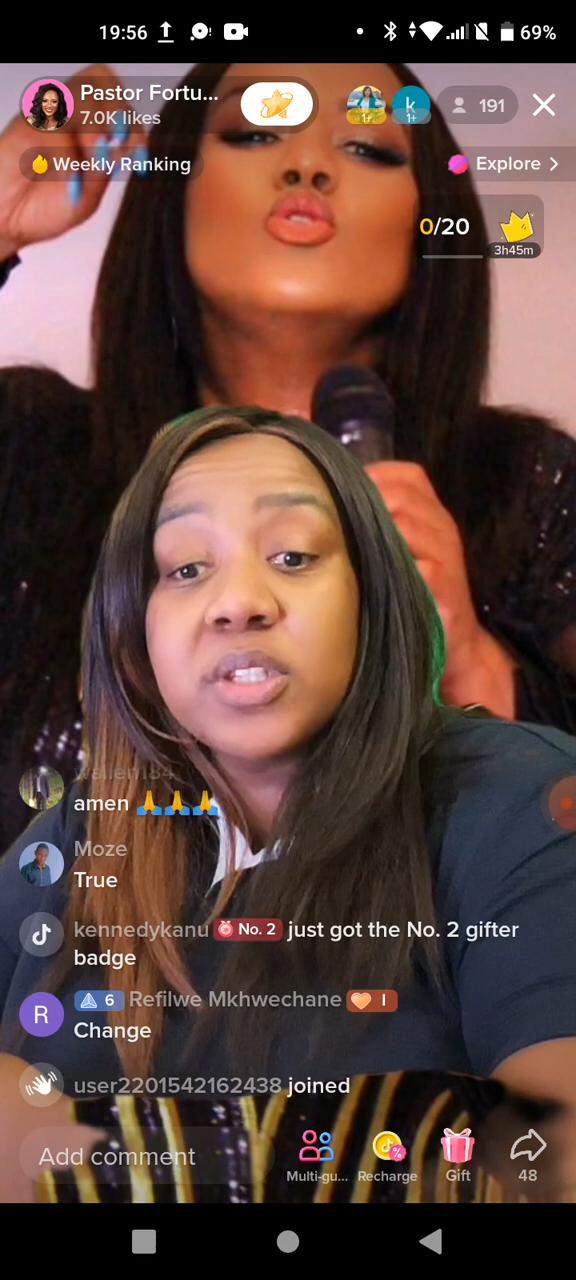 19:56
69%
Pastor Fortu...
7.0K likes
1+
k
1+
191
Weekly Ranking
Explore >
0/20
3h45m
wallem84
amen 🙏🙏🙏
Moze
True
kennedykanu No. 2 just got the No. 2 gifter
badge
R
6 Refilwe Mkhwechane I
Change
user2201542162438 joined
Add comment
Multi-gu...
Recharge
Gift
48